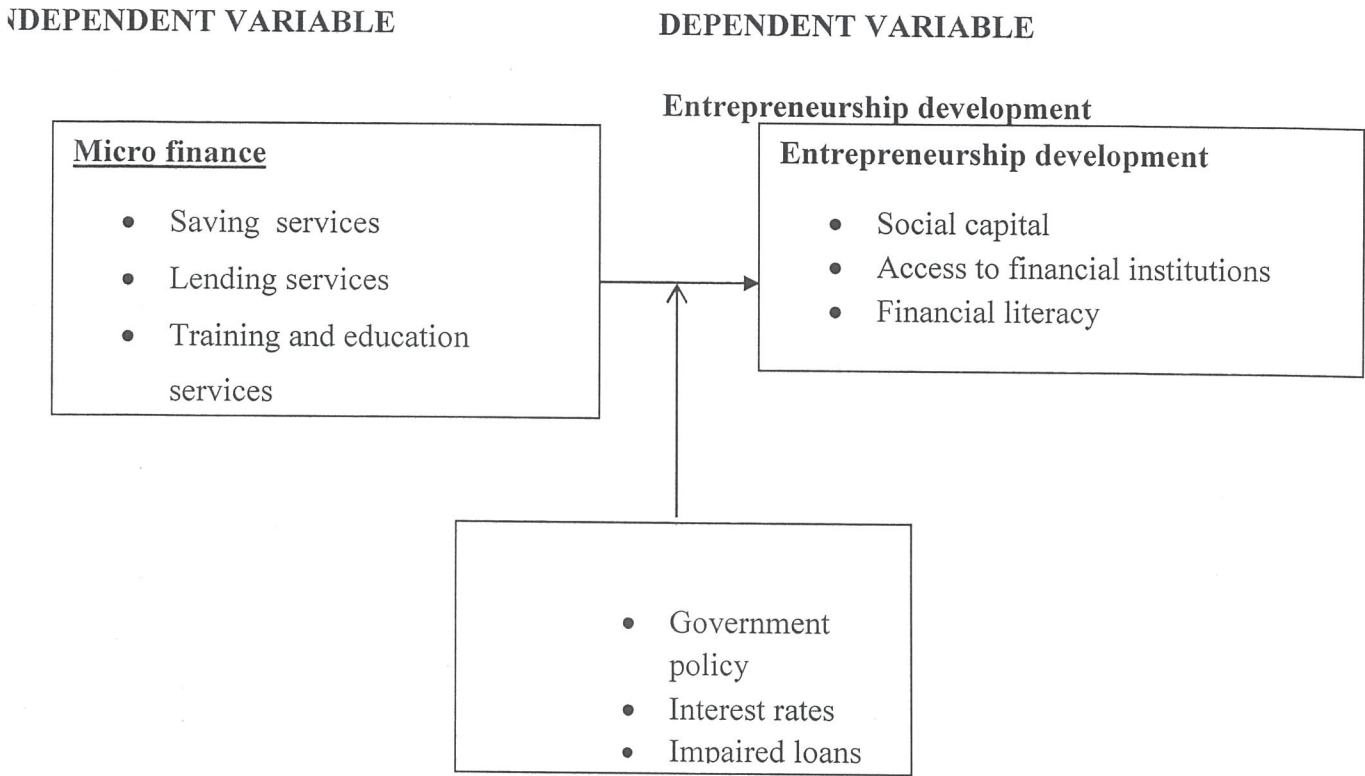 NDEPENDENT VARIABLE
DEPENDENT VARIABLE
Entrepreneurship development
Micro finance
• Saving services
• Lending services
• Training and education
services
Entrepreneurship development
• Social capital
• Access to financial institutions
• Financial literacy
• Government
policy
• Interest rates
• Impaired loans